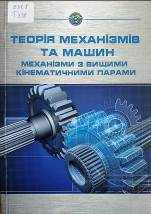 ТЕОРІЯ МЕХАНІЗМІВ
ТА МАШИН
МЕХАНІЗМИ З ВИЩИМИ
КІНЕМАТИЧНИМИ ПАРАМИ